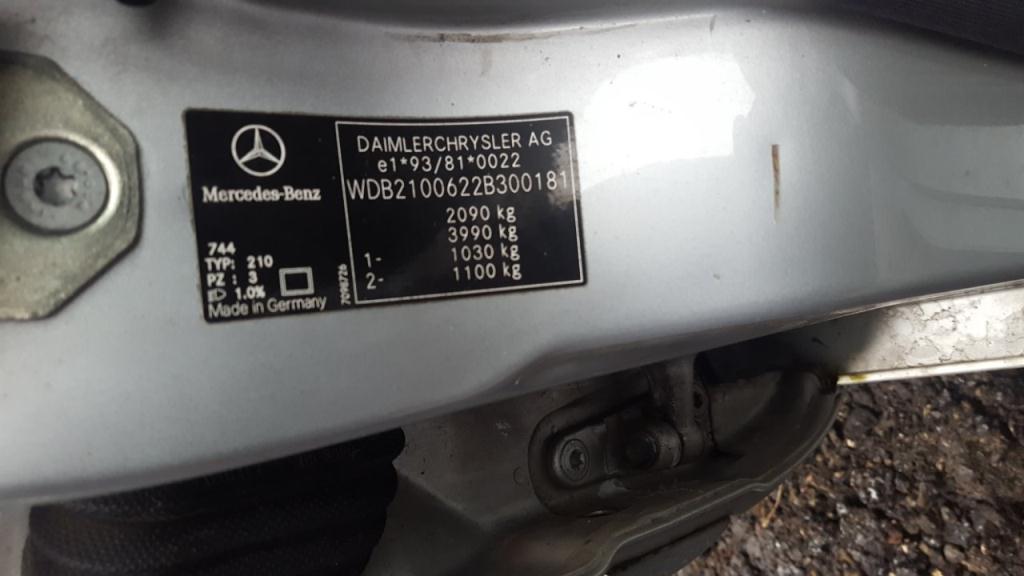 Mercedes-Benz
744
TYP: 210
PZ : 3
1.0%
Made in Germany
DAIMLERCHRYSLER AG
e1*93/81*0022
WDB2100622B300181
2090 kg
3990 kg
1- 1030 kg
2- 1100 kg